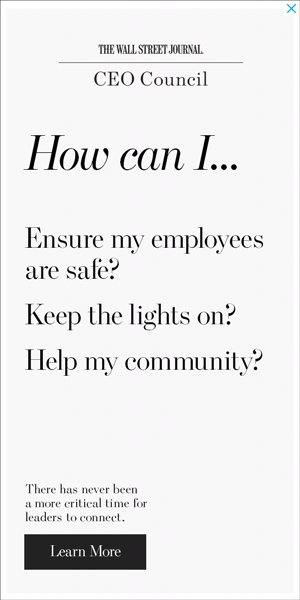 THE WALL STREET JOURNAL.
CEO Council
How can I...
Ensure my employees
are safe?
Keep the lights on?
Help my community?
There has never been
a more critical time for
leaders to connect.
Learn More